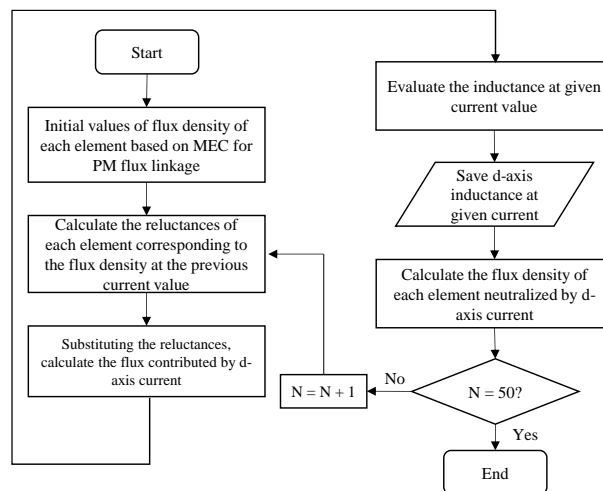 Start
Initial values of flux density of
each element based on MEC for
PM flux linkage
Calculate the reluctances of
each element corresponding to
the flux density at the previous
current value
Substituting the reluctances,
calculate the flux contributed by d-
axis current
Evaluate the inductance at given
current value
Save d-axis
inductance at
given current
Calculate the flux density of
each element neutralized by d-
axis current
N = 50?
No
N = N + 1
Yes
End